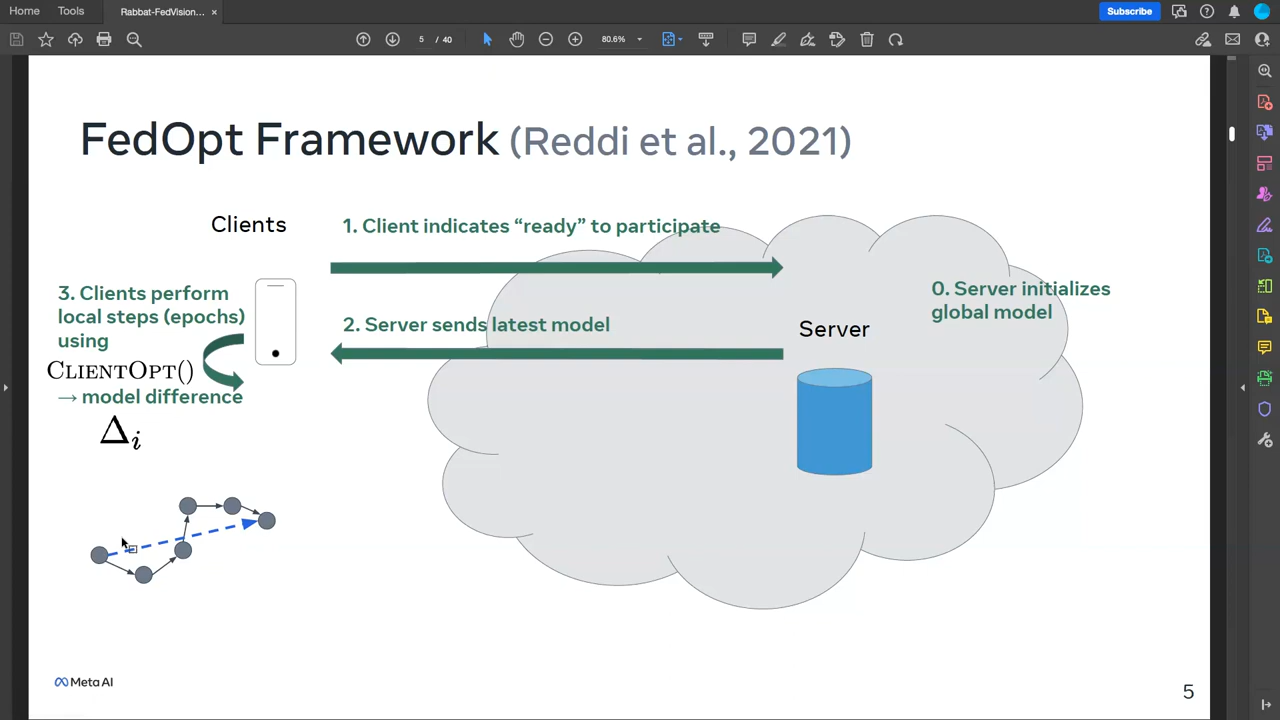 Home
Tools
Rabbat-FedVision...
×
Subscribe
5 / 40
80.6%
FedOpt Framework (Reddi et al., 2021)
Clients
1. Client indicates “ready” to participate
3. Clients perform
local steps (epochs)
using
CLIENTOPT()
→ model difference
Δi
2. Server sends latest model
Server
0. Server initializes
global model
Meta AI
5